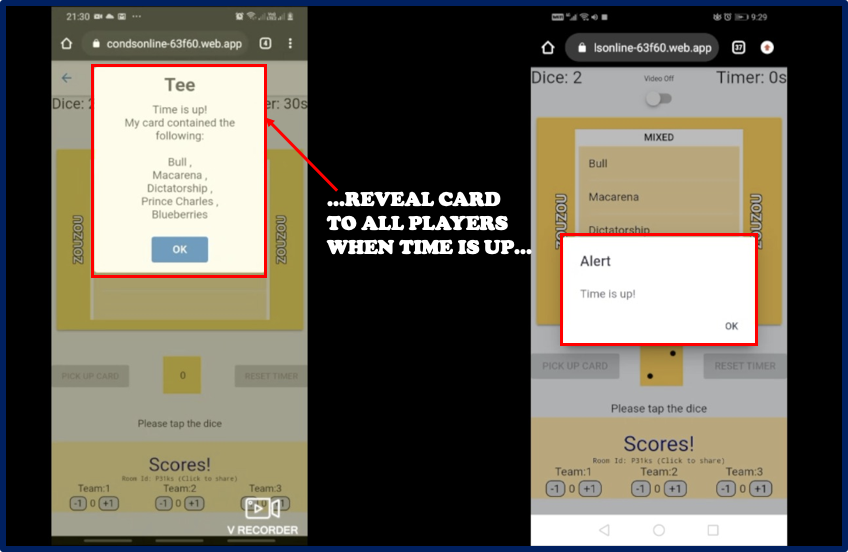 21:30
condsonline-63f60.web.app
4
Tee
Time is up!
My card contained the
following:
Bull ,
Macarena ,
Dictatorship ,
Prince Charles ,
Blueberries
OK
Dice: 2
er: 30s
ZOUZOU
ZOUZOU
PICK UP CARD
0
RESET TIMER
Please tap the dice
Scores!
Room Id: P31ks (Click to share)
Team:1
Team:2
Team:3
-1 0 +1
-1 0 +1
-1 0 +1
V RECORDER
...REVEAL CARD
TO ALL PLAYERS
WHEN TIME IS UP...
9:29
lsonline-63f60.web.app
37
Dice: 2
Video Off
Timer: 0s
MIXED
Bull
Macarena
Dictatorship
ZOUZOU
ZOUZOU
Alert
Time is up!
OK
PICK UP CARD
RESET TIMER
Please tap the dice
Scores!
Room Id: P31ks (Click to share)
Team:1
Team:2
Team:3
-1 0 +1
-1 0 +1
-1 0 +1